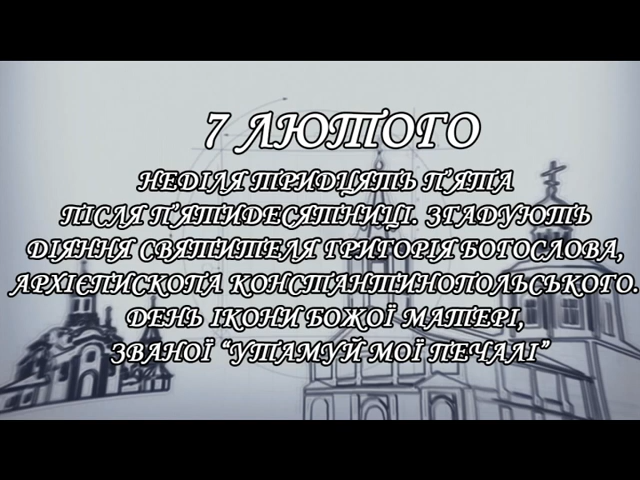 7 ЛЮТОГО
НЕДІЛЯ ТРИДЦЯТЬ П'ЯТА
ПІСЛЯ П'ЯТИДЕСЯТНИЦІ. ЗГАДУЮТЬ
ДІЯННЯ СВЯТИТЕЛЯ ГРИГОРІЯ БОГОСЛОВА,
АРХІЄПИСКОПА КОНСТАНТИНОПОЛЬСЬКОГО.
ДЕНЬ ІКОНИ БОЖОЇ МАТЕРІ,
ЗВАНОЇ “УТАМУЙ МОЇ ПЕЧАЛІ”